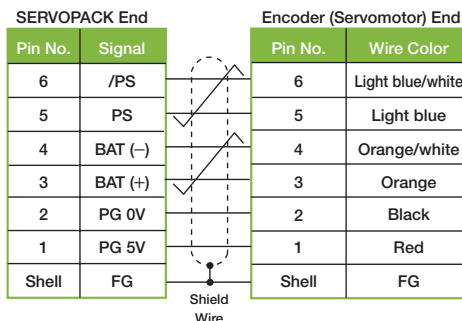 SERVOPACK End Encoder (Servomotor) End
Pin No. Signal Pin No. Wire Color
6 /PS 6 Light blue/white
5 PS 5 Light blue
4 BAT (−) 4 Orange/white
3 BAT (+) 3 Orange
2 PG 0V 2 Black
1 PG 5V 1 Red
Shell FG Shell FG
Shield
Wire